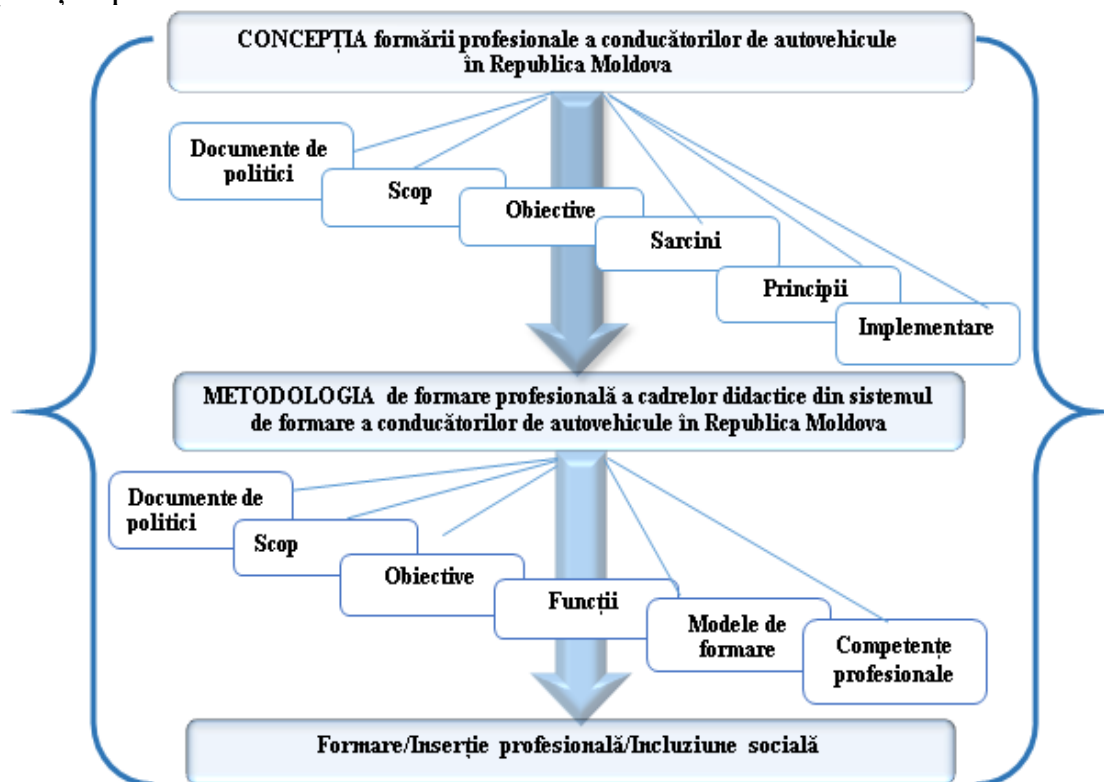 CONCEPȚIA formării profesionale a conducătorilor de autovehicule
în Republica Moldova
Documente de
politici
Scop
Obiective
Sarcini
Principii
Implementare
METODOLOGIA de formare profesională a cadrelor didactice din sistemul
de formare a conducătorilor de autovehicule în Republica Moldova
Documente de
politici
Scop
Obiective
Funcții
Modele de
formare
Competențe
profesionale
Formare/Inserție profesională/Incluziune socială